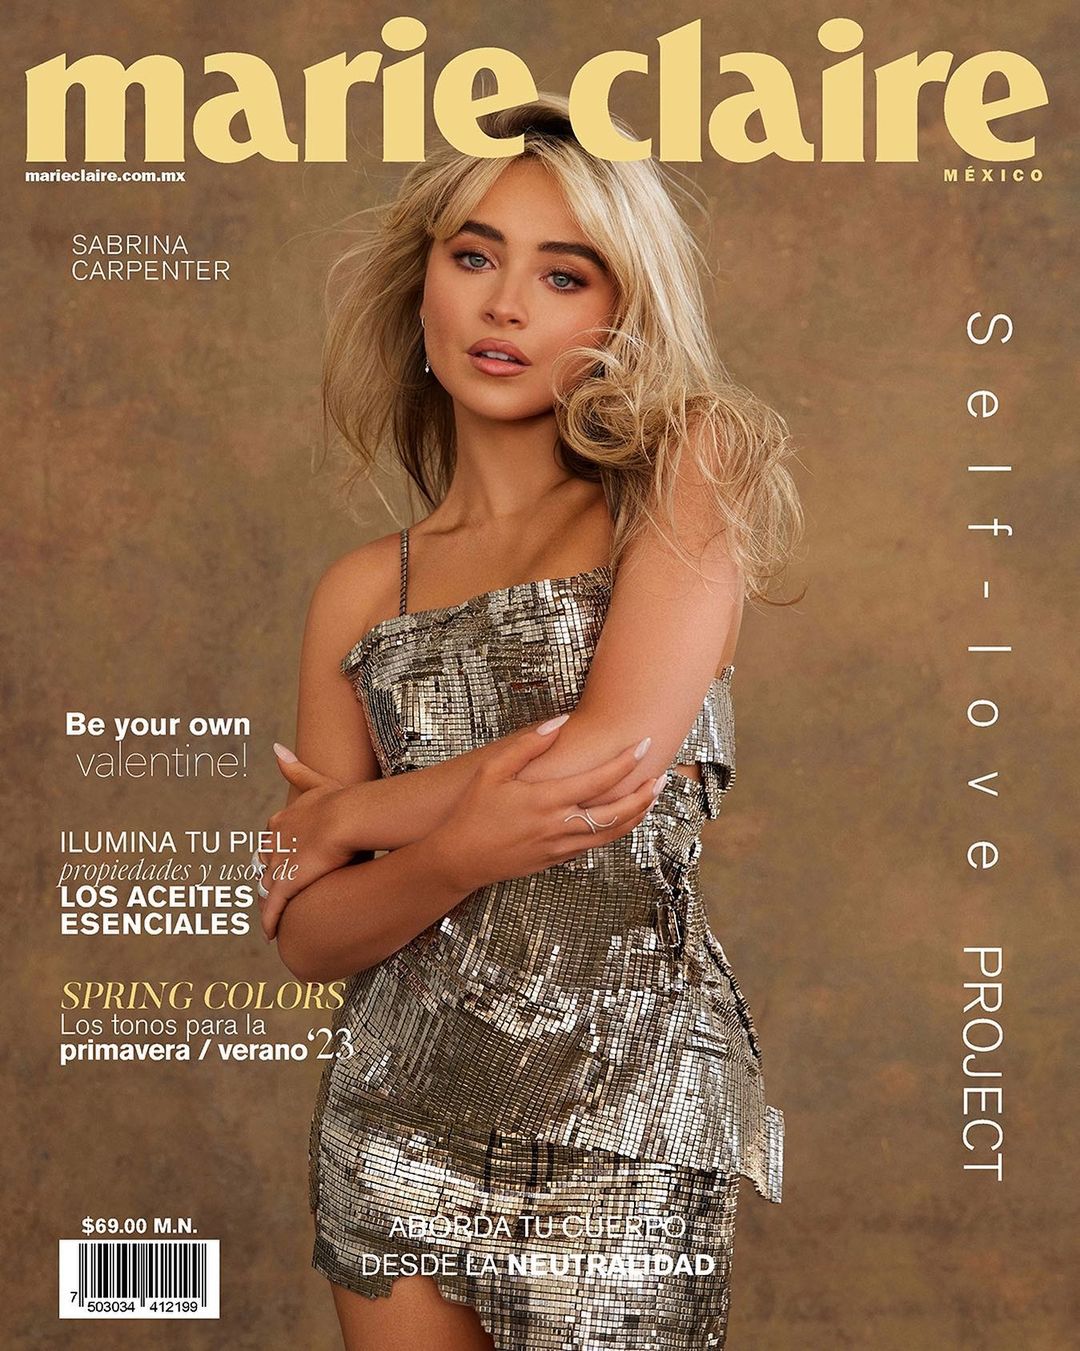 marie claire
marieclaire.com.mx
MÉXICO
SABRINA
CARPENTER
Self-love PROJECT
Be your own
valentine!
ILUMINA TU PIEL:
propiedades y usos de
LOS ACEITES
ESENCIALES
SPRING COLORS
Los tonos para la
primavera / verano '23
$69.00 M.N.
7 503034 412199
ABORDA TU CUERPO
DESDE LA NEUTRALIDAD